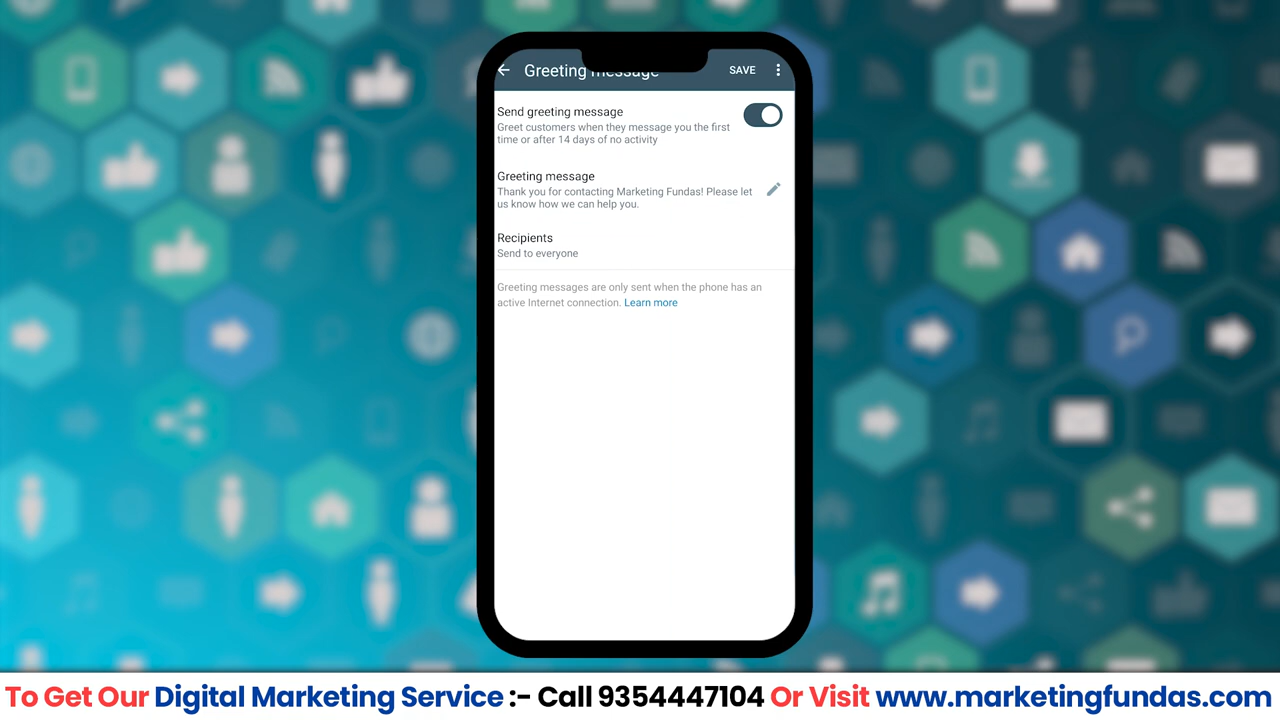 Greeting message
SAVE
Send greeting message
Greet customers when they message you the first
time or after 14 days of no activity
Greeting message
Thank you for contacting Marketing Fundas! Please let
us know how we can help you.
Recipients
Send to everyone
Greeting messages are only sent when the phone has an
active Internet connection. Learn more
To Get Our Digital Marketing Service :- Call 9354447104 Or Visit www.marketingfundas.com